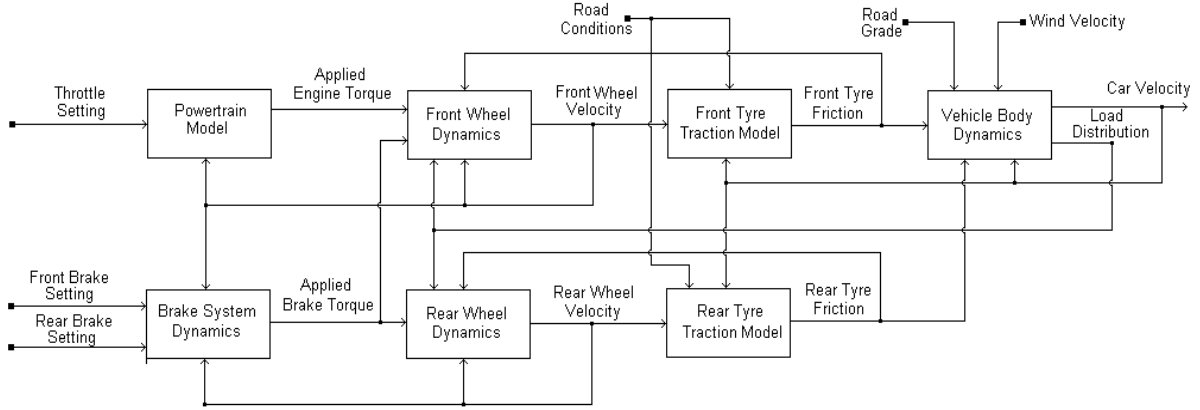 Road
Conditions
Road
Grade
Wind Velocity
Throttle
Setting
Powertrain
Model
Applied
Engine Torque
Front Wheel
Dynamics
Front Wheel
Velocity
Front Tyre
Traction Model
Front Tyre
Friction
Vehicle Body
Dynamics
Car Velocity
Load
Distribution
Front Brake
Setting
Rear Brake
Setting
Brake System
Dynamics
Applied
Brake Torque
Rear Wheel
Dynamics
Rear Wheel
Velocity
Rear Tyre
Traction Model
Rear Tyre
Friction